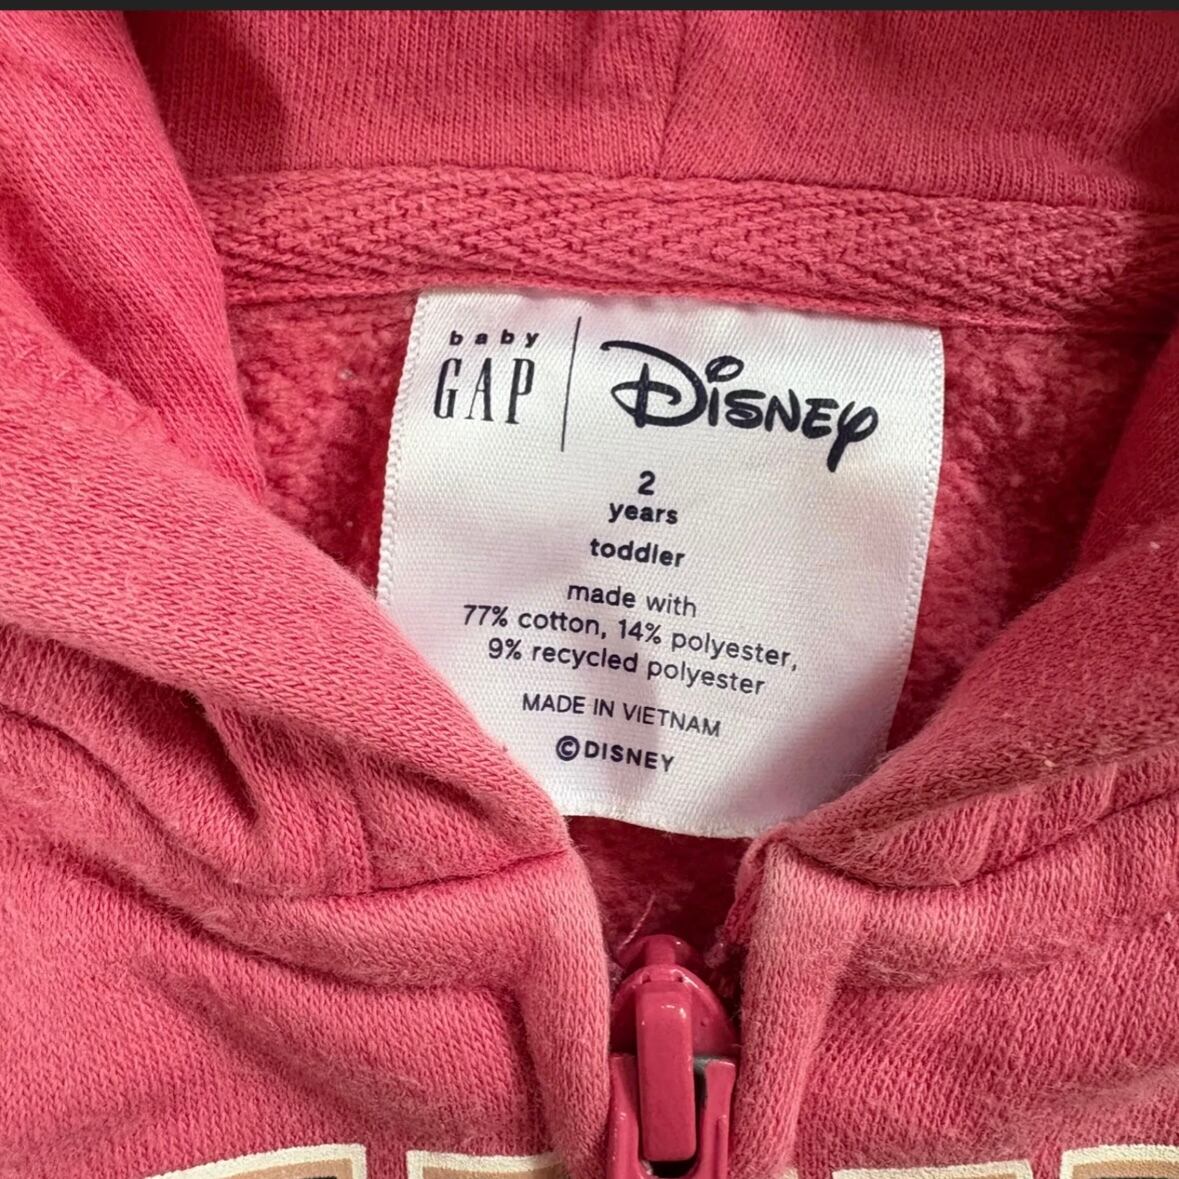 baby
GAP
Disney
2
years
toddler
made with
77% cotton, 14% polyester,
9% recycled polyester
MADE IN VIETNAM
©DISNEY